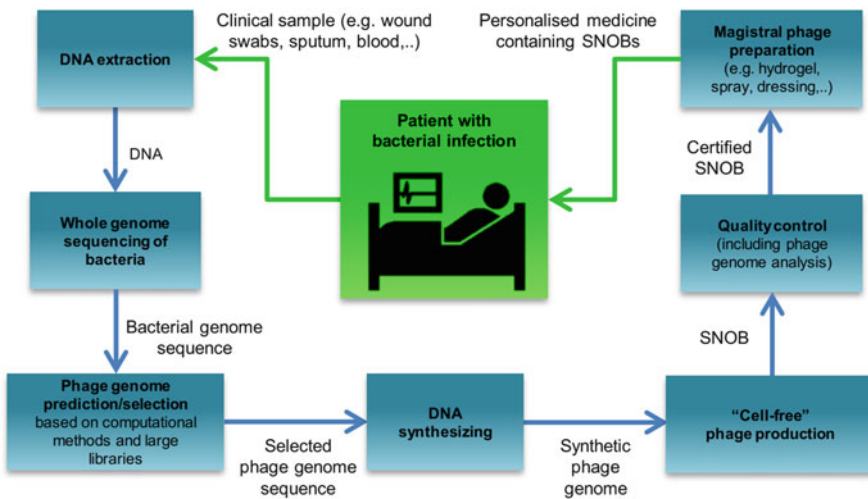 DNA extraction
Clinical sample (e.g. wound
swabs, sputum, blood,..)
Personalised medicine
containing SNOBs
Magistral phage
preparation
(e.g. hydrogel,
spray, dressing,..)
Patient with
bacterial infection
DNA
Certified
SNOB
Whole genome
sequencing of
bacteria
Quality control
(including phage
genome analysis)
Bacterial genome
sequence
SNOB
Phage genome
prediction/selection
based on computational
methods and large
libraries
Selected
phage genome
sequence
DNA
synthesizing
Synthetic
phage
genome
“Cell-free”
phage production